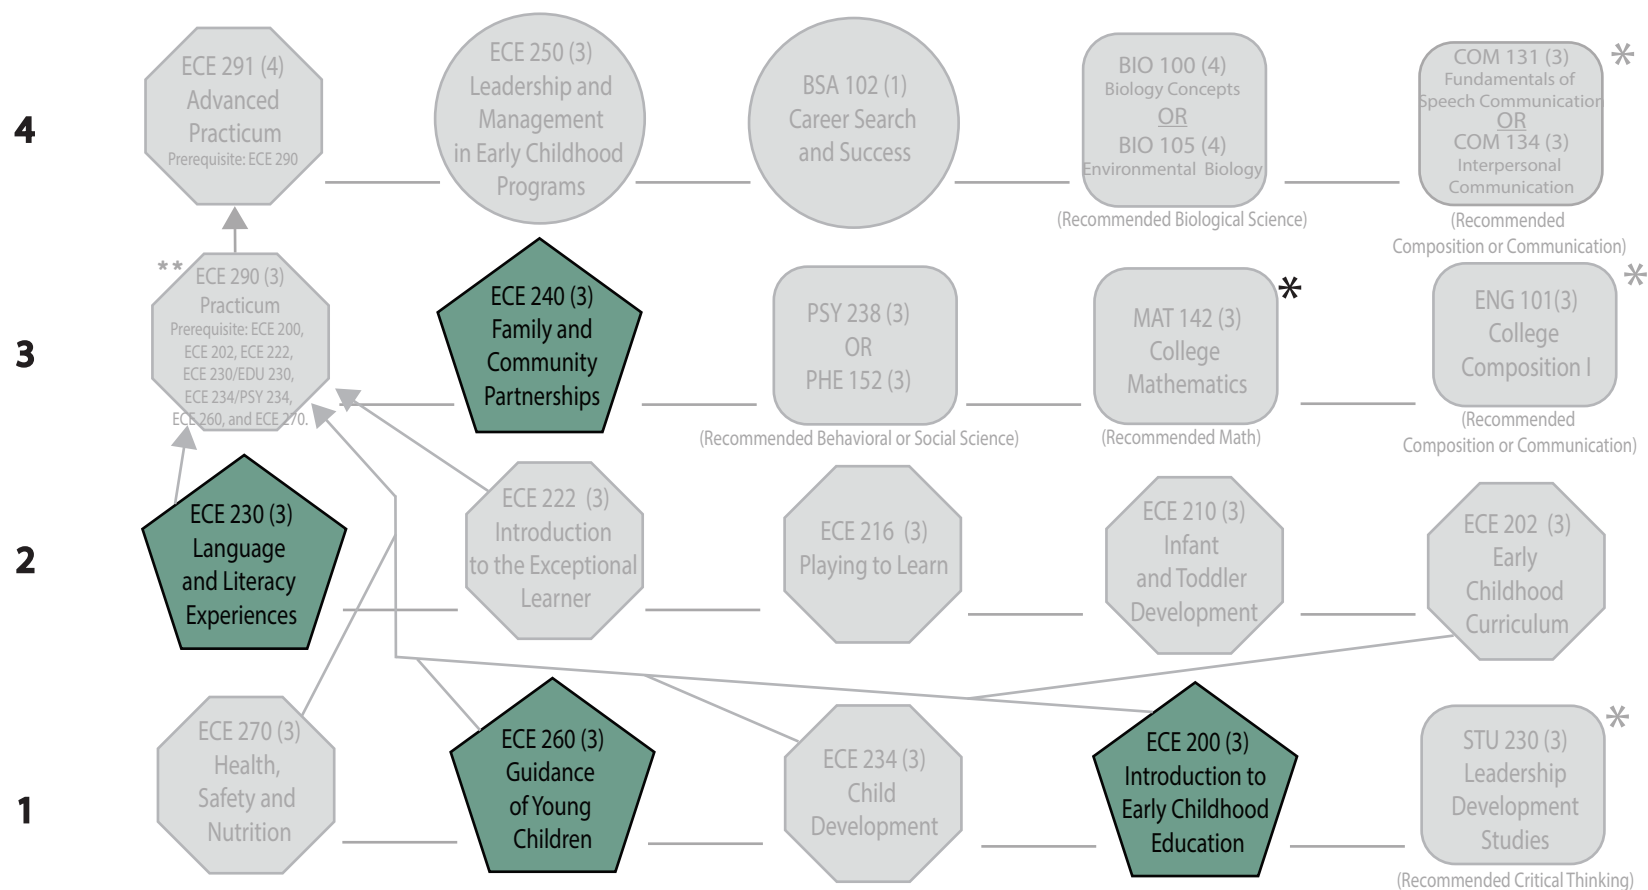 4
ECE 291 (4)
Advanced
Practicum
Prerequisite: ECE 290
ECE 250 (3)
Leadership and
Management
in Early Childhood
Programs
BSA 102 (1)
Career Search
and Success
BIO 100 (4)
Biology Concepts
OR
BIO 105 (4)
Environmental Biology
(Recommended Biological Science)
*
COM 131 (3)
Fundamentals of
Speech Communication
OR
COM 134 (3)
Interpersonal
Communication
(Recommended
Composition or Communication)
3
**
ECE 290 (3)
Practicum
Prerequisite: ECE 200,
ECE 202, ECE 222,
ECE 230/EDU 230,
ECE 234/PSY 234,
ECE 260, and ECE 270.
ECE 240 (3)
Family and
Community
Partnerships
PSY 238 (3)
OR
PHE 152 (3)
(Recommended Behavioral or Social Science)
*
MAT 142 (3)
College
Mathematics
(Recommended Math)
*
ENG 101(3)
College
Composition I
(Recommended
Composition or Communication)
2
ECE 230 (3)
Language
and Literacy
Experiences
ECE 222 (3)
Introduction
to the Exceptional
Learner
ECE 216 (3)
Playing to Learn
ECE 210 (3)
Infant
and Toddler
Development
ECE 202 (3)
Early
Childhood
Curriculum
1
ECE 270 (3)
Health,
Safety and
Nutrition
ECE 260 (3)
Guidance
of Young
Children
ECE 234 (3)
Child
Development
ECE 200 (3)
Introduction to
Early Childhood
Education
*
STU 230 (3)
Leadership
Development
Studies
(Recommended Critical Thinking)